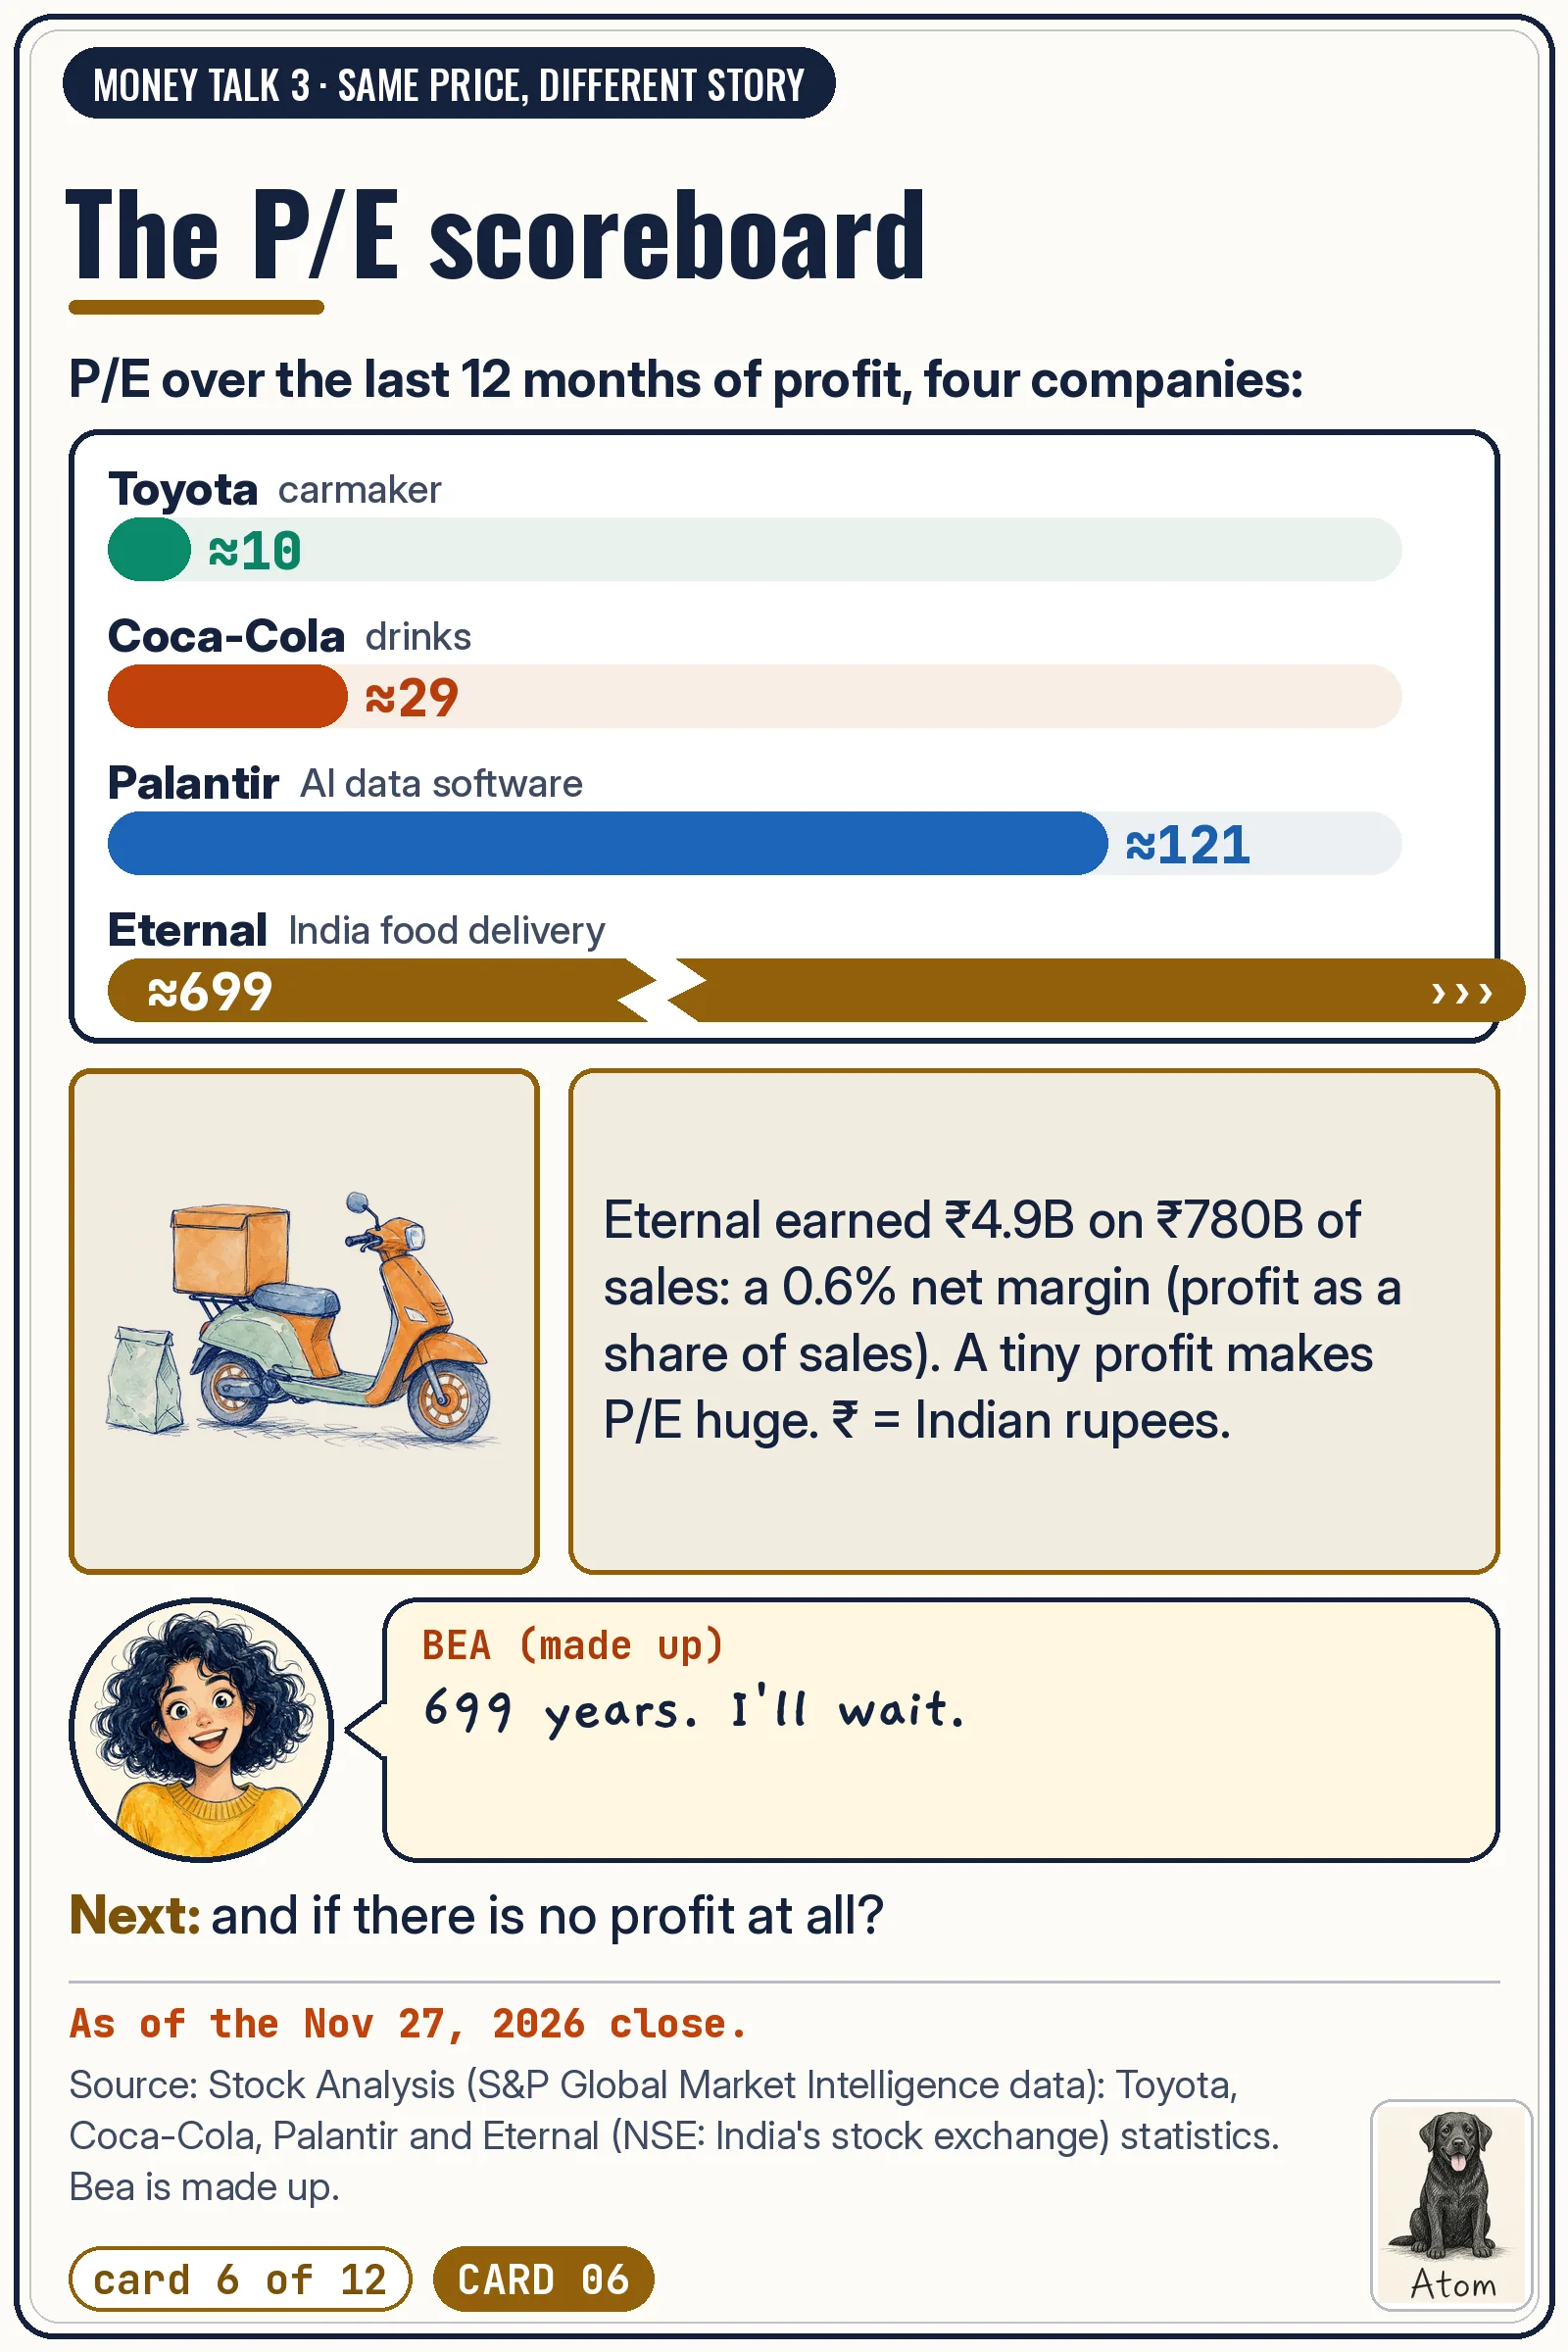 MONEY TALK 3 · SAME PRICE, DIFFERENT STORY
The P/E scoreboard
P/E over the last 12 months of profit, four companies:
Toyota carmaker
≈10
Coca-Cola drinks
≈29
Palantir AI data software
≈121
Eternal India food delivery
≈699 ›››
Eternal earned ₹4.9B on ₹780B of
sales: a 0.6% net margin (profit as a
share of sales). A tiny profit makes
P/E huge. ₹ = Indian rupees.
BEA (made up)
699 years. I'll wait.
Next: and if there is no profit at all?
As of the Nov 27, 2026 close.
Source: Stock Analysis (S&P Global Market Intelligence data): Toyota,
Coca-Cola, Palantir and Eternal (NSE: India's stock exchange) statistics.
Bea is made up.
card 6 of 12 CARD 06
Atom